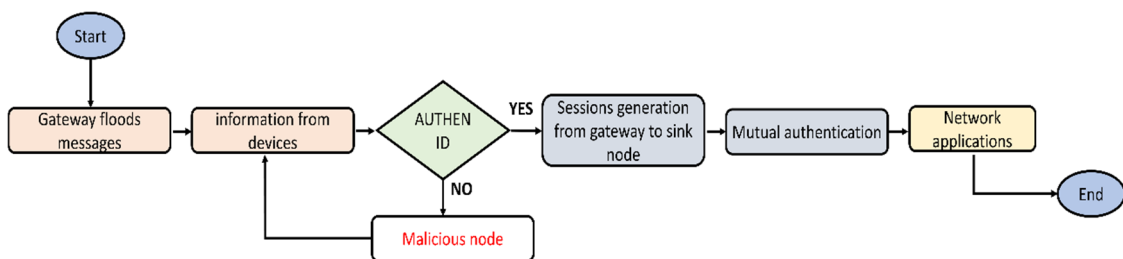 Start
Gateway floods
messages
information from
devices
AUTHEN
ID
YES
Sessions generation
from gateway to sink
node
Mutual authentication
Network
applications
End
NO
Malicious node